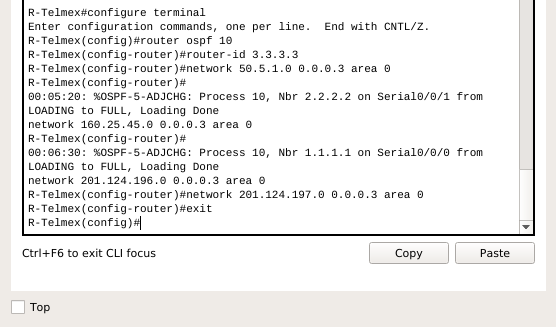 R-Telmex#configure terminal
Enter configuration commands, one per line.  End with CNTL/Z.
R-Telmex(config)#router ospf 10
R-Telmex(config-router)#router-id 3.3.3.3
R-Telmex(config-router)#network 50.5.1.0 0.0.0.3 area 0
R-Telmex(config-router)#
00:05:20: %OSPF-5-ADJCHG: Process 10, Nbr 2.2.2.2 on Serial0/0/1 from
LOADING to FULL, Loading Done
network 160.25.45.0 0.0.0.3 area 0
R-Telmex(config-router)#
00:06:30: %OSPF-5-ADJCHG: Process 10, Nbr 1.1.1.1 on Serial0/0/0 from
LOADING to FULL, Loading Done
network 201.124.196.0 0.0.0.3 area 0
R-Telmex(config-router)#network 201.124.197.0 0.0.0.3 area 0
R-Telmex(config-router)#exit
R-Telmex(config)#
Ctrl+F6 to exit CLI focus
Copy
Paste
Top